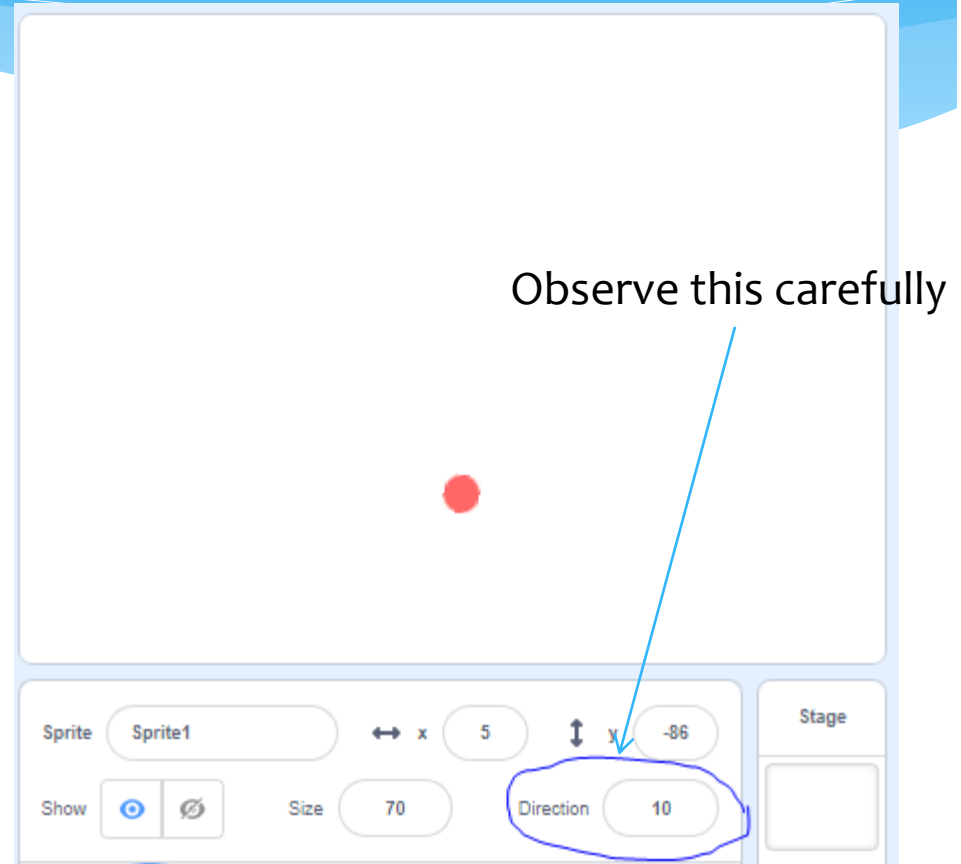 Observe this carefully
Sprite Sprite1 x 5 y -86
Stage
Show Size 70 Direction 10